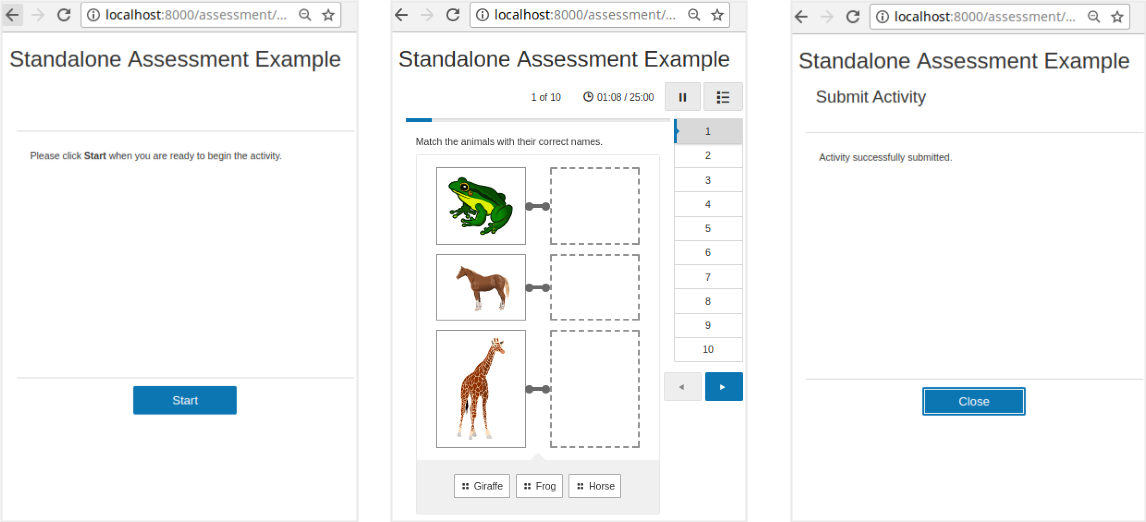 localhost:8000/assessment/...
Standalone Assessment Example
Please click Start when you are ready to begin the activity.
Start
localhost:8000/assessment/...
Standalone Assessment Example
1 of 10 01:08 / 25:00
Match the animals with their correct names.
1
2
3
4
5
6
7
8
9
10
Giraffe Frog Horse
localhost:8000/assessment/...
Standalone Assessment Example
Submit Activity
Activity successfully submitted.
Close